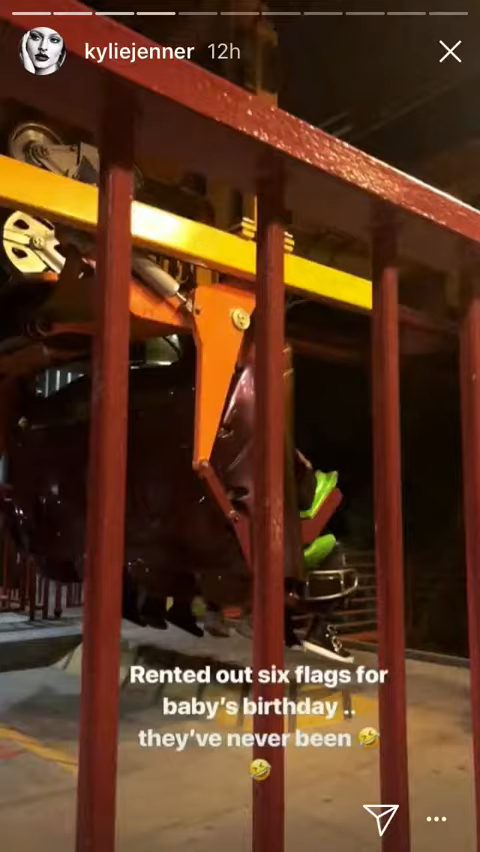 kyliejenner 12h
Rented out six flags for
baby's birthday ..
they've never been 🤣
🤣